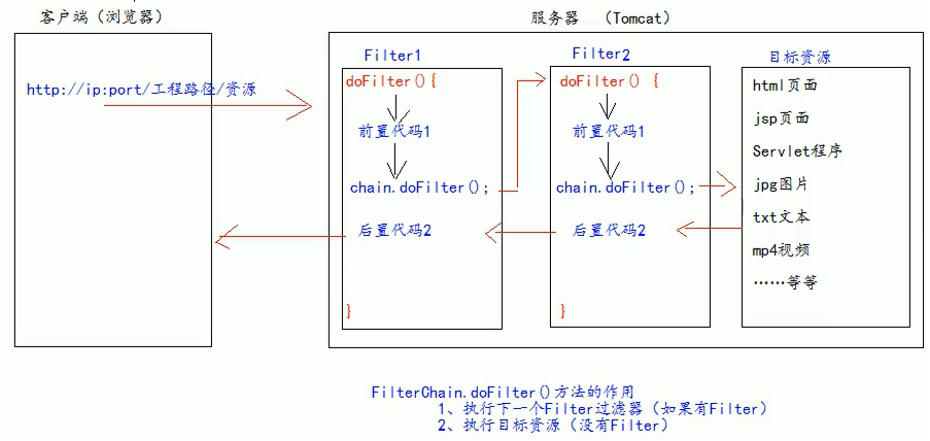 客户端（浏览器）
服务器 （Tomcat）
http://ip:port/工程路径/资源
Filter1
doFilter(){
前置代码1
chain.doFilter();
后置代码2
}
Filter2
doFilter() {
前置代码1
chain.doFilter();
后置代码2
}
目标资源
html页面
jsp页面
Servlet程序
jpg图片
txt文本
mp4视频
……等等
FilterChain.doFilter()方法的作用
1、执行下一个Filter过滤器（如果有Filter）
2、执行目标资源（没有Filter）